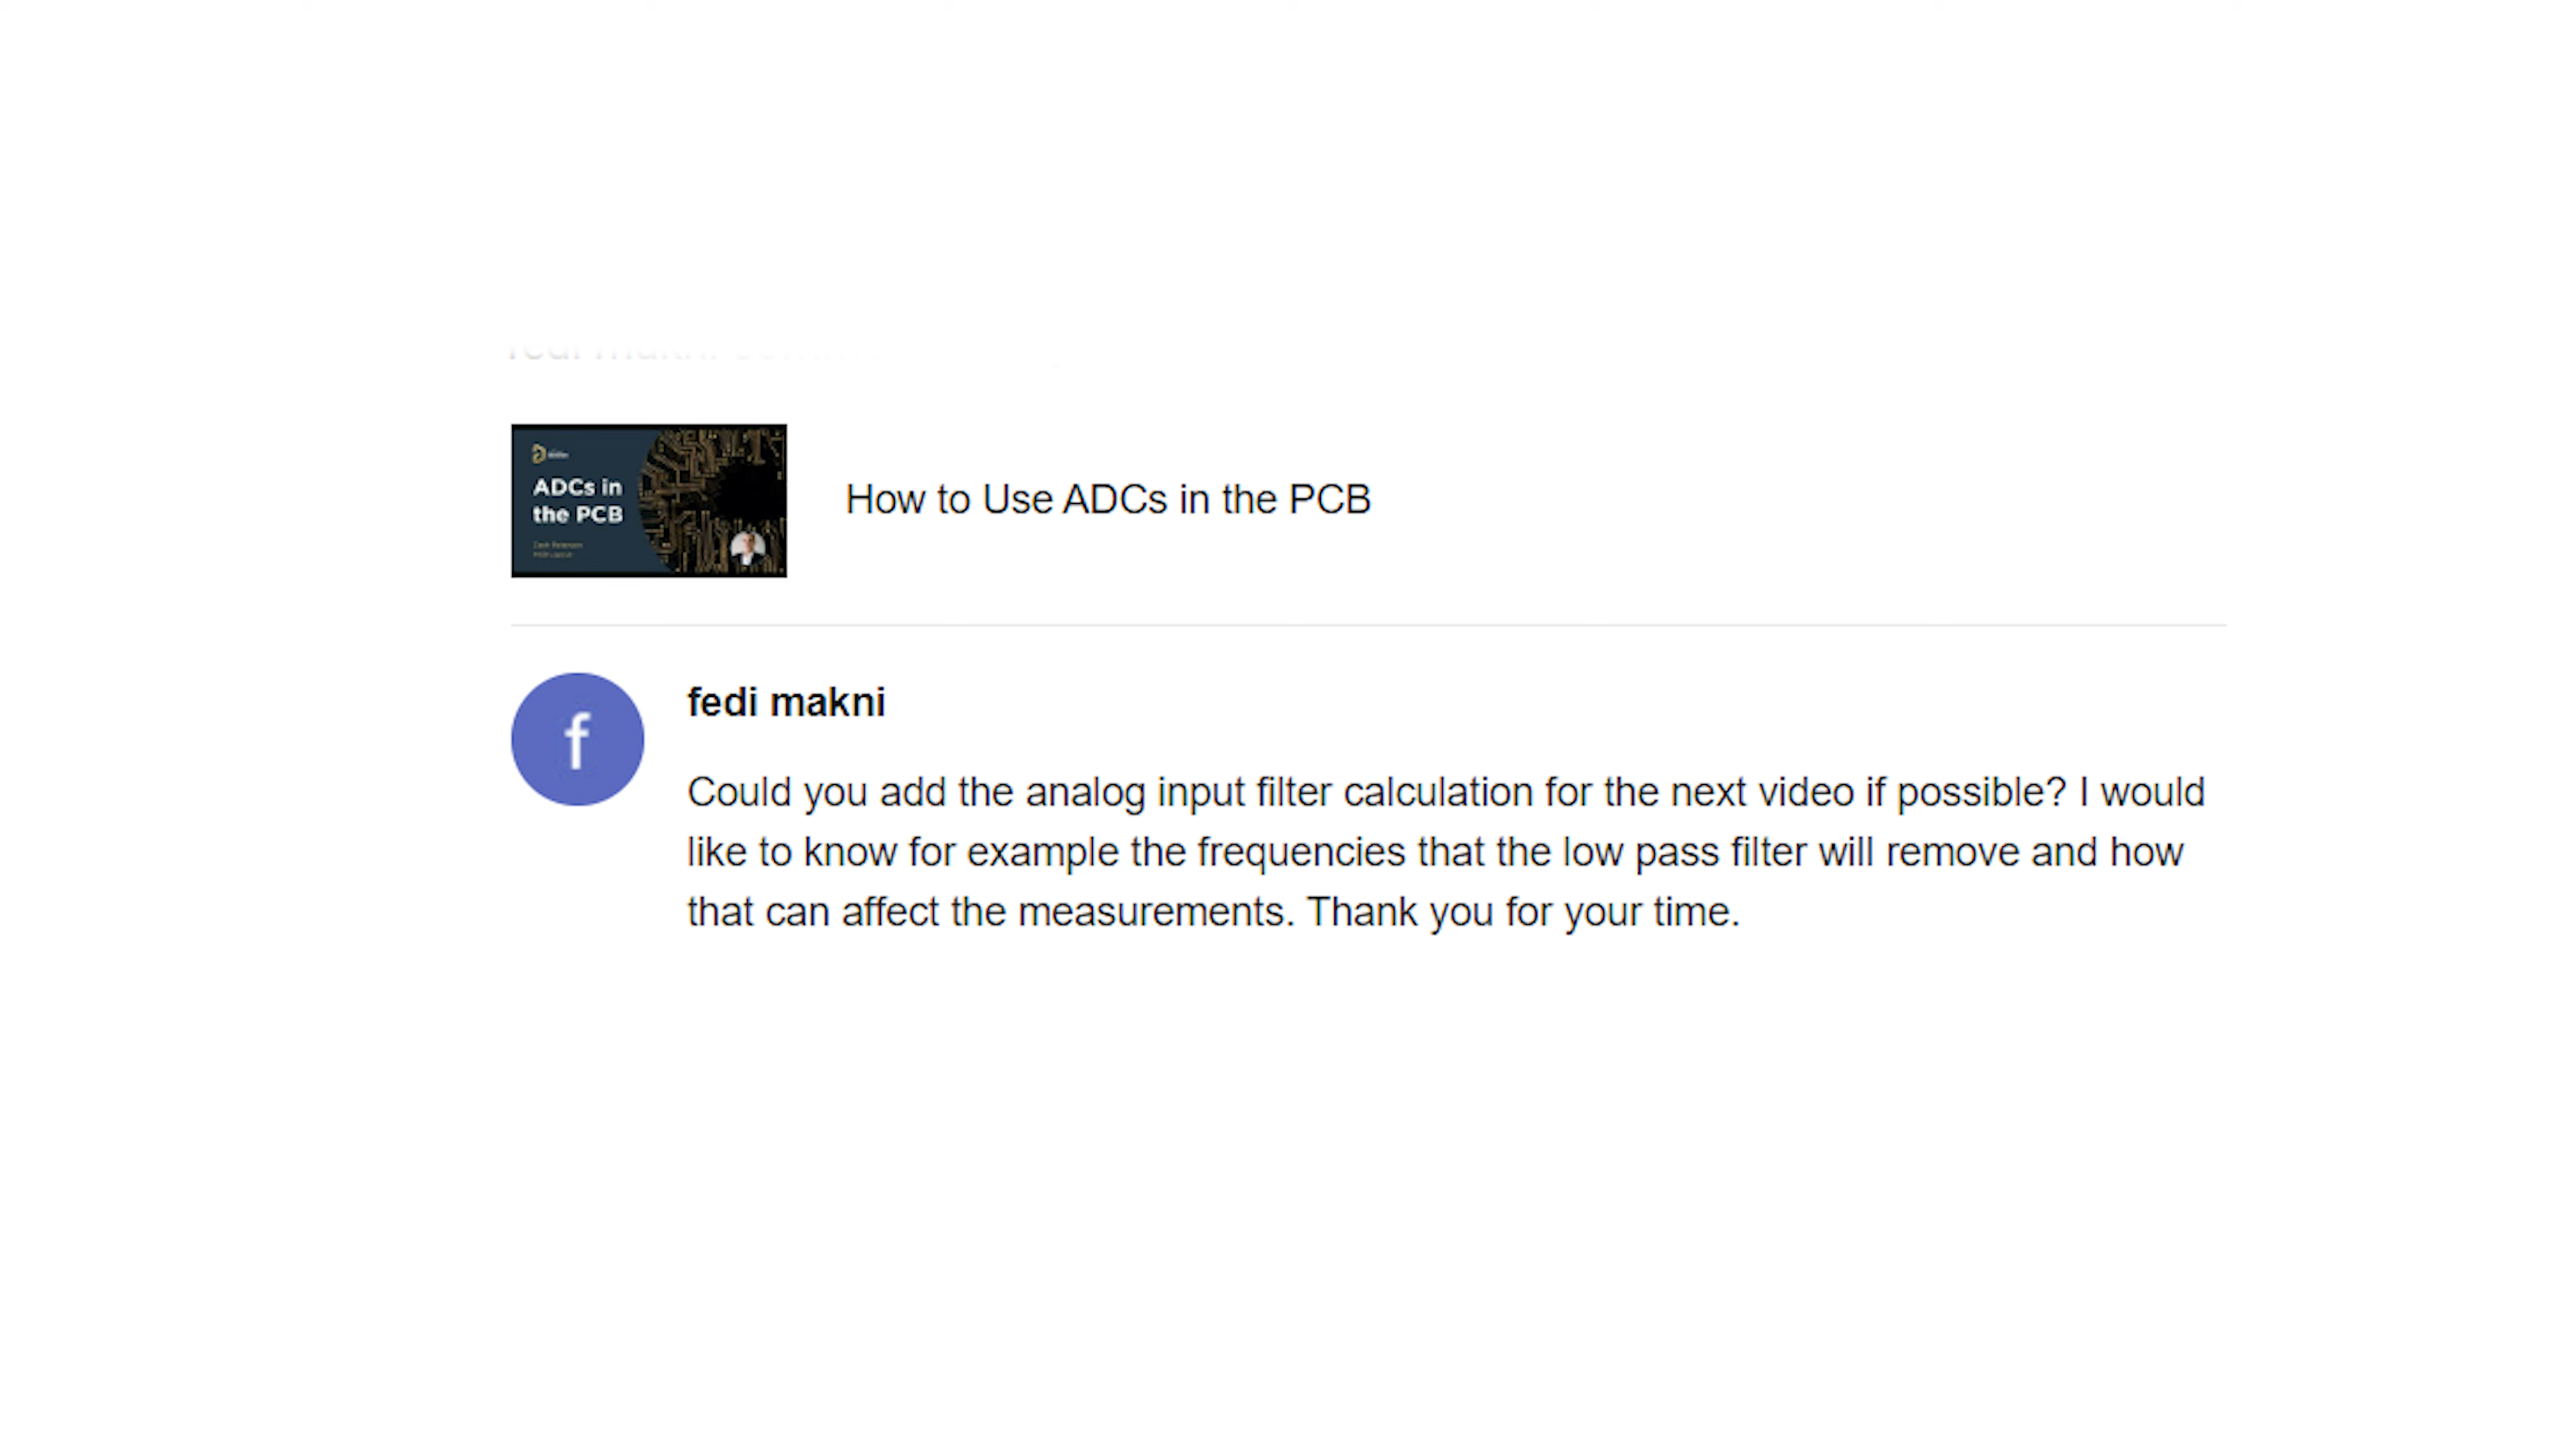 ADCs in
the PCB
How to Use ADCs in the PCB
f
fedi makni
Could you add the analog input filter calculation for the next video if possible? I would
like to know for example the frequencies that the low pass filter will remove and how
that can affect the measurements. Thank you for your time.